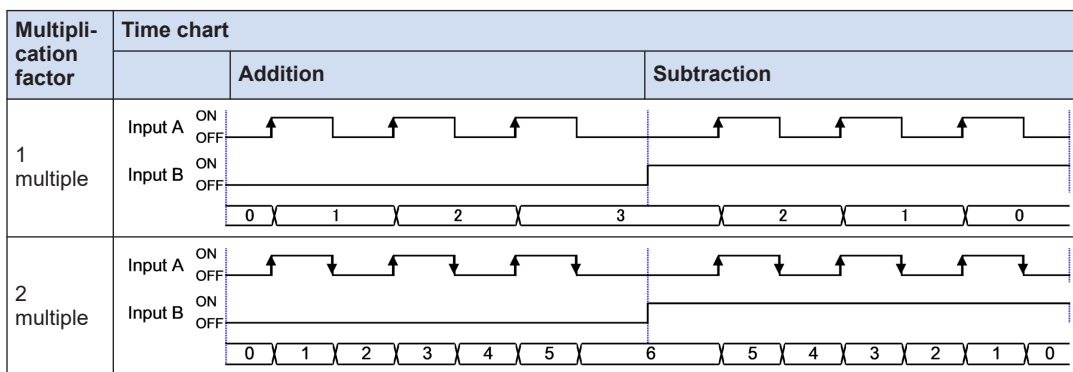 Multipli-
cation
factor
Time chart
Addition
Subtraction
1
multiple
Input A ON
OFF
Input B ON
OFF
0 1 2 3 2 1 0
2
multiple
Input A ON
OFF
Input B ON
OFF
0 1 2 3 4 5 6 5 4 3 2 1 0